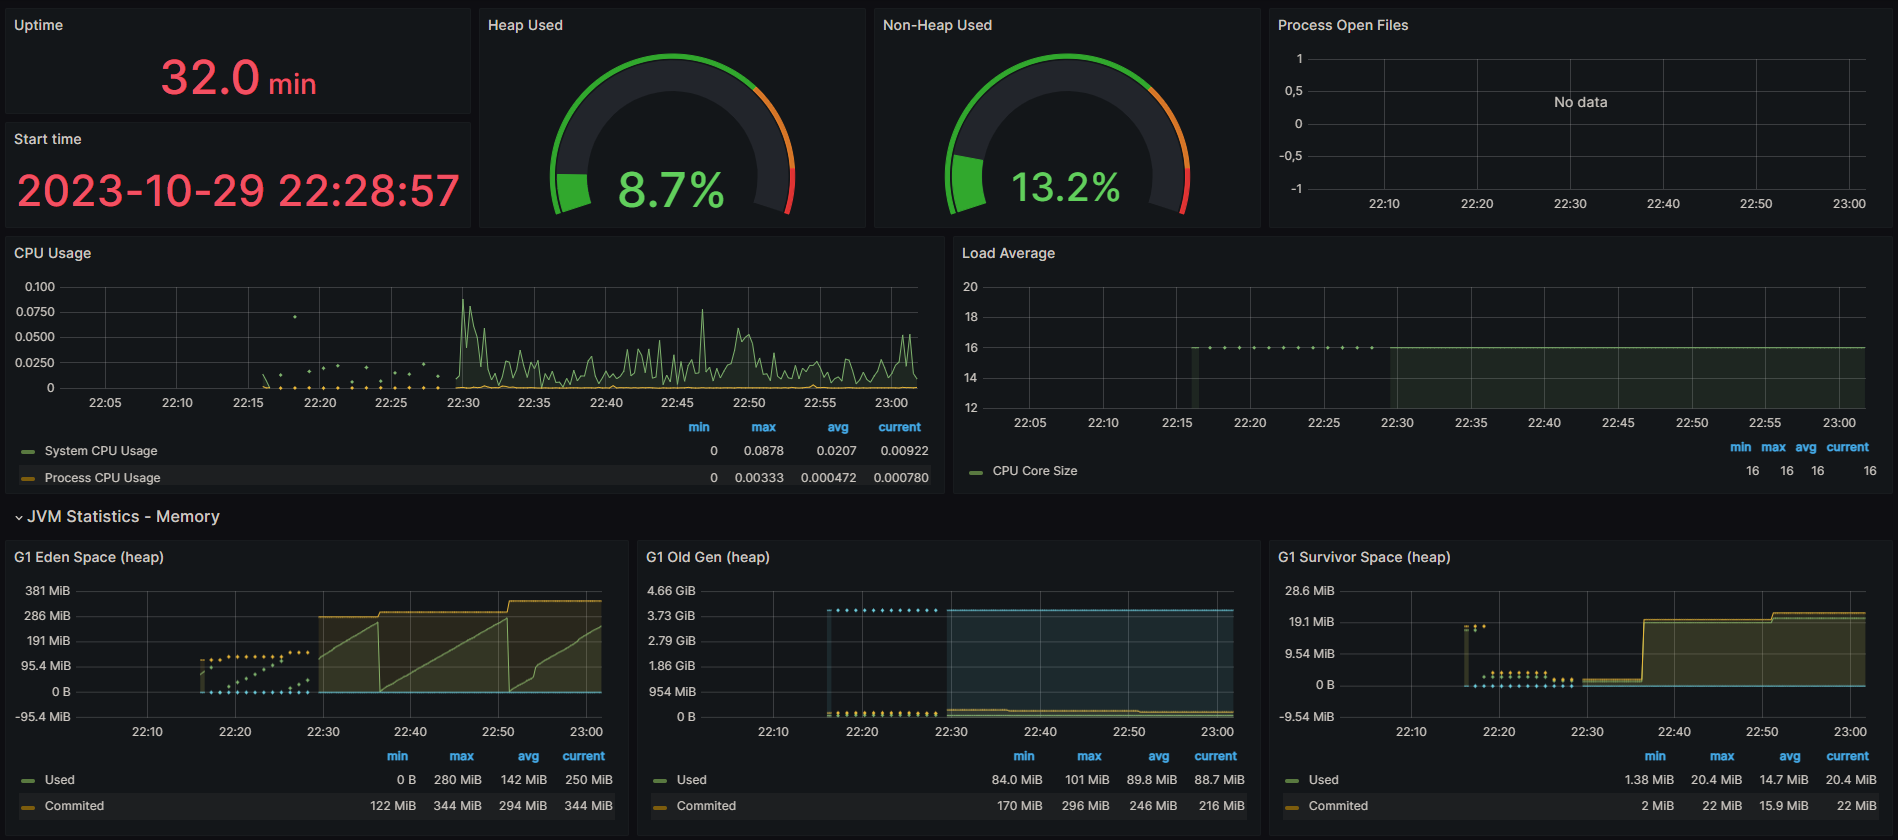 Uptime
32.0 min
Start time
2023-10-29 22:28:57
Heap Used
8.7%
Non-Heap Used
13.2%
Process Open Files
1
0,5
0
-0,5
-1
No data
22:10 22:20 22:30 22:40 22:50 23:00
CPU Usage
0.100
0.0750
0.0500
0.0250
0
22:05 22:10 22:15 22:20 22:25 22:30 22:35 22:40 22:45 22:50 22:55 23:00
min max avg current
System CPU Usage 0 0.0878 0.0207 0.00922
Process CPU Usage 0 0.00333 0.000472 0.000780
Load Average
20
18
16
14
12
22:05 22:10 22:15 22:20 22:25 22:30 22:35 22:40 22:45 22:50 22:55 23:00
min max avg current
CPU Core Size 16 16 16 16
JVM Statistics - Memory
G1 Eden Space (heap)
381 MiB
286 MiB
191 MiB
95.4 MiB
0 B
-95.4 MiB
22:10 22:20 22:30 22:40 22:50 23:00
min max avg current
Used 0 B 280 MiB 142 MiB 250 MiB
Commited 122 MiB 344 MiB 294 MiB 344 MiB
G1 Old Gen (heap)
4.66 GiB
3.73 GiB
2.79 GiB
1.86 GiB
954 MiB
0 B
22:10 22:20 22:30 22:40 22:50 23:00
min max avg current
Used 84.0 MiB 101 MiB 89.8 MiB 88.7 MiB
Commited 170 MiB 296 MiB 246 MiB 216 MiB
G1 Survivor Space (heap)
28.6 MiB
19.1 MiB
9.54 MiB
0 B
-9.54 MiB
22:10 22:20 22:30 22:40 22:50 23:00
min max avg current
Used 1.38 MiB 20.4 MiB 14.7 MiB 20.4 MiB
Commited 2 MiB 22 MiB 15.9 MiB 22 MiB